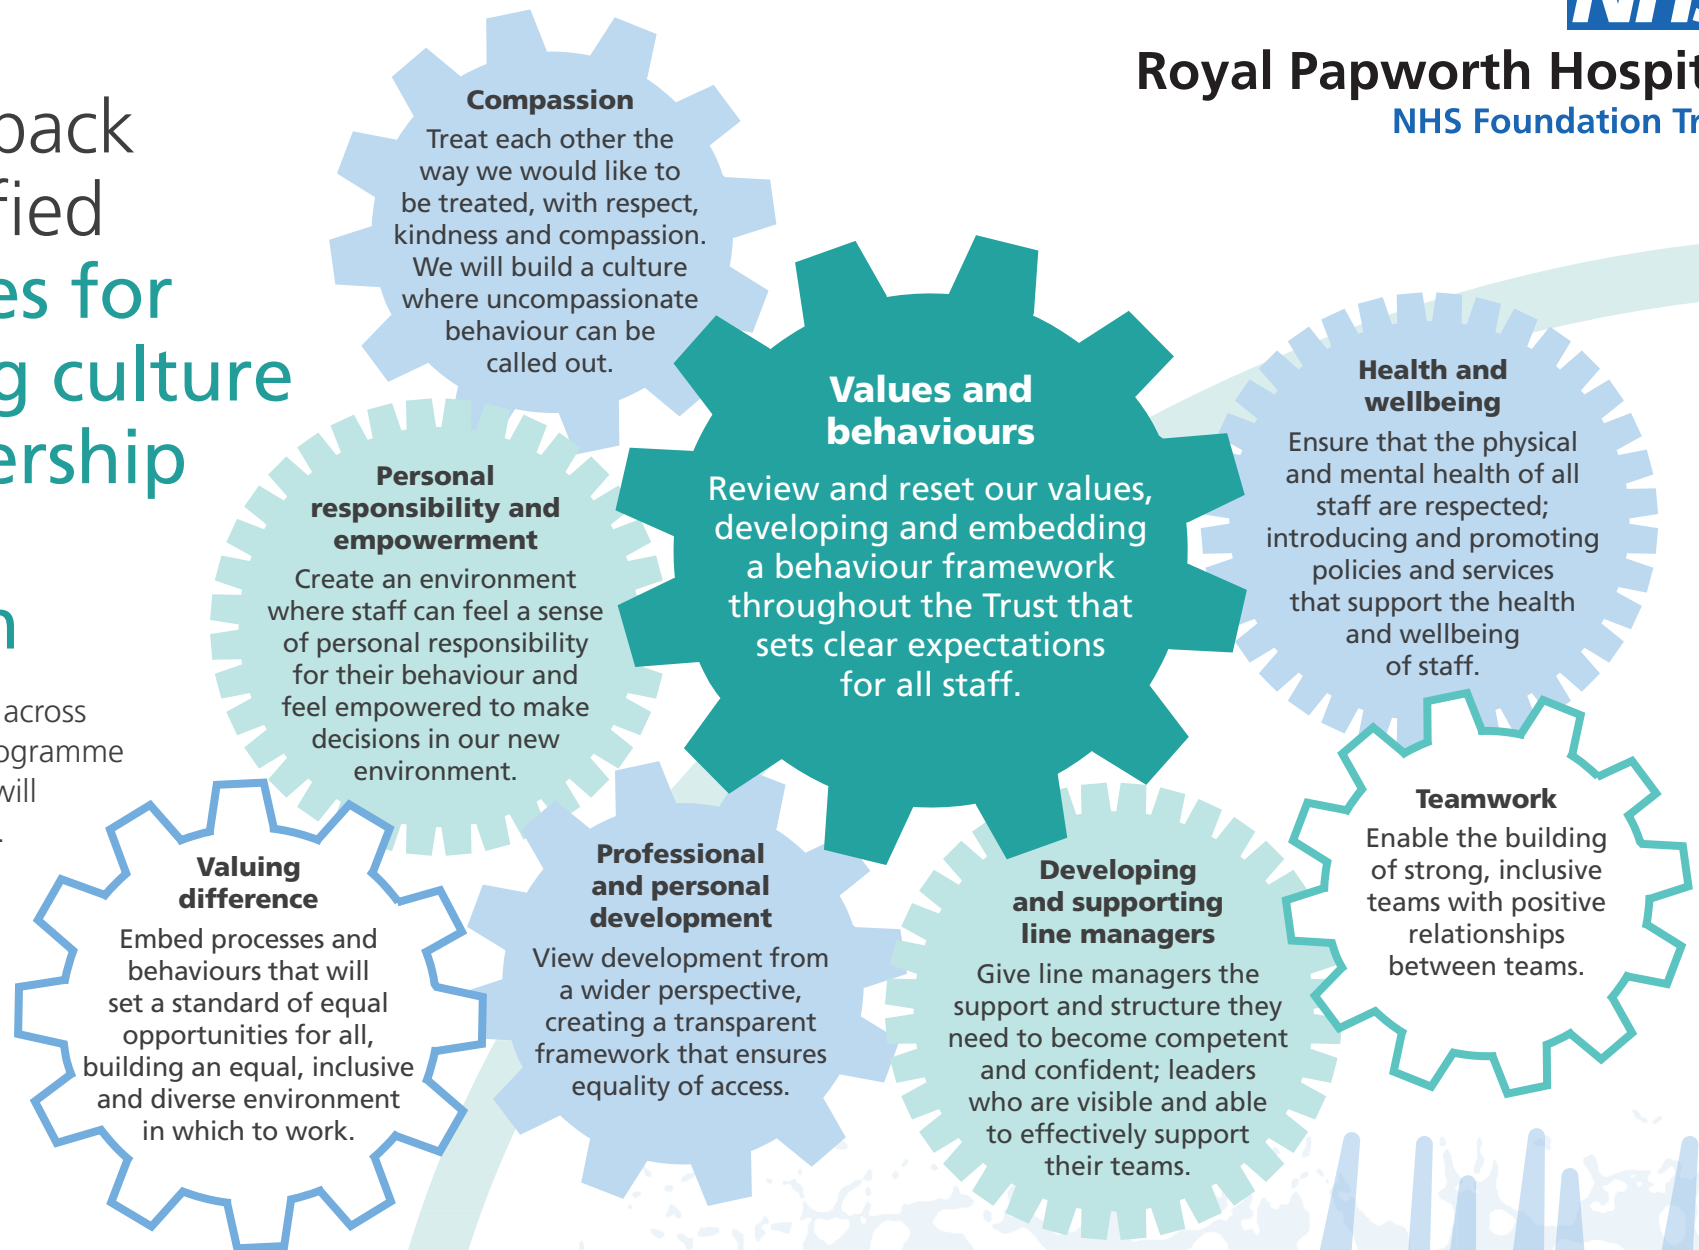 Royal Papworth
NHS Foundation
culture
across
will
Compassion
Treat each other the
way we would like to
be treated, with respect,
kindness and compassion.
We will build a culture
where uncompassionate
behaviour can be
called out.
Values and
behaviours
Review and reset our values,
developing and embedding
a behaviour framework
throughout the Trust that
sets clear expectations
for all staff.
Health and
wellbeing
Ensure that the physical
and mental health of all
staff are respected;
introducing and promoting
policies and services
that support the health
and wellbeing
of staff.
Personal
responsibility and
empowerment
Create an environment
where staff can feel a sense
of personal responsibility
for their behaviour and
feel empowered to make
decisions in our new
environment.
Teamwork
Enable the building
of strong, inclusive
teams with positive
relationships
between teams.
Valuing
difference
Embed processes and
behaviours that will
set a standard of equal
opportunities for all,
building an equal, inclusive
and diverse environment
in which to work.
Professional
and personal
development
View development from
a wider perspective,
creating a transparent
framework that ensures
equality of access.
Developing
and supporting
line managers
Give line managers the
support and structure they
need to become competent
and confident; leaders
who are visible and able
to effectively support
their teams.